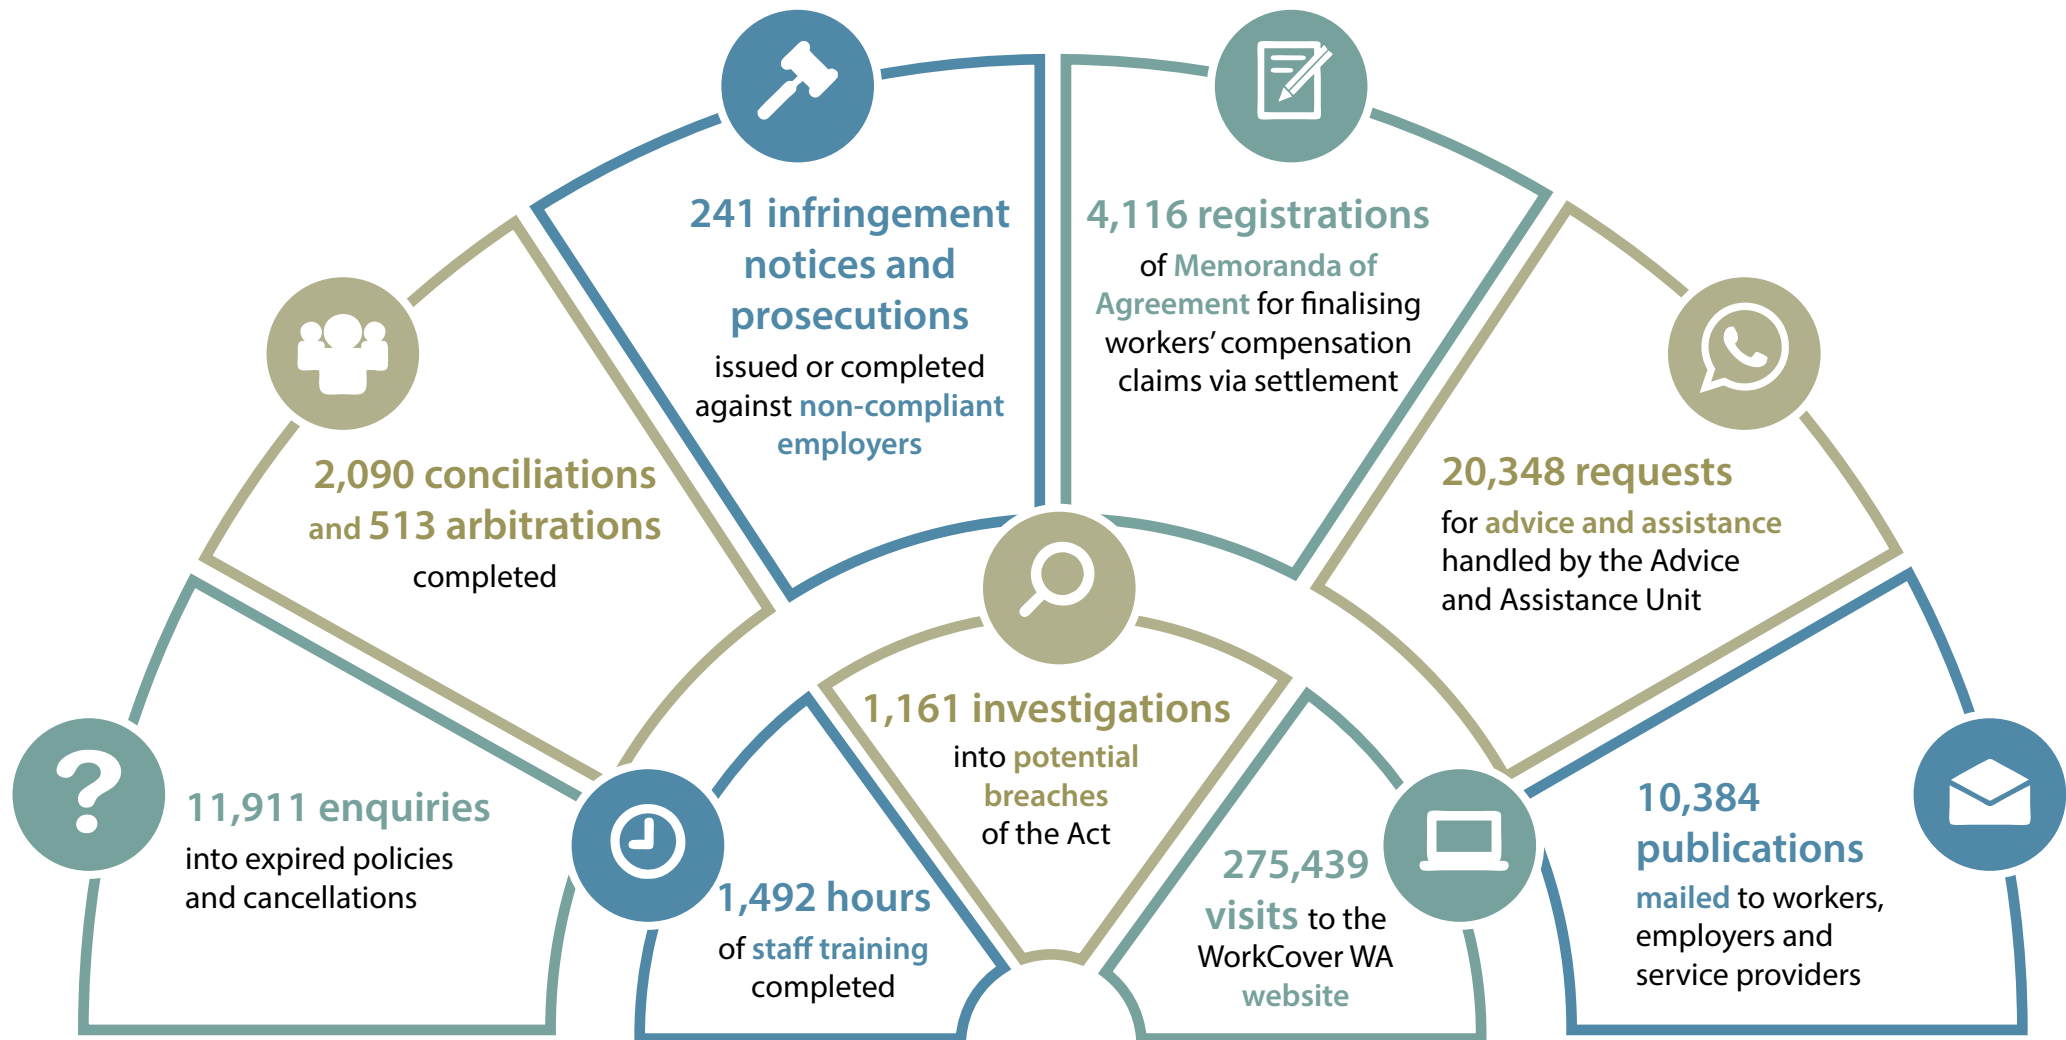 241 infringement
notices and
prosecutions
issued or completed
against non-compliant
employers
4,116 registrations
of Memoranda of
Agreement for finalising
workers’ compensation
claims via settlement
2,090 conciliations
and 513 arbitrations
completed
20,348 requests
for advice and assistance
handled by the Advice
and Assistance Unit
11,911 enquiries
into expired policies
and cancellations
1,492 hours
of staff training
completed
1,161 investigations
into potential
breaches
of the Act
275,439
visits to the
WorkCover WA
website
10,384
publications
mailed to workers,
employers and
service providers